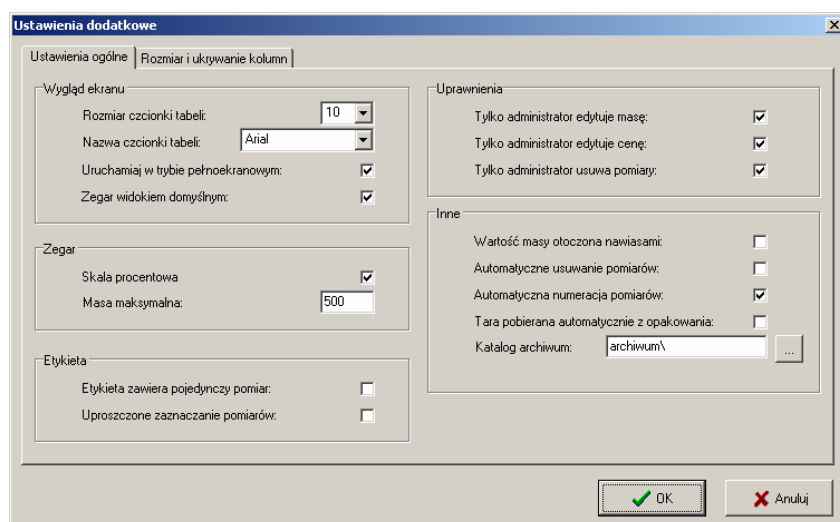 Ustawienia dodatkowe
Ustawienia ogólne
Rozmiar i ukrywanie kolumn
Wygląd ekranu
Rozmiar czcionki tabeli: 10
Nazwa czcionki tabeli: Arial
Uruchamiaj w trybie pełnoekranowym:
Zegar widokiem domyślnym:
Zegar
Skala procentowa
Masa maksymalna: 500
Etykieta
Etykieta zawiera pojedynczy pomiar:
Uproszczone zaznaczanie pomiarów:
Uprawnienia
Tylko administrator edytuje masę:
Tylko administrator edytuje cenę:
Tylko administrator usuwa pomiary:
Inne
Wartość masy otoczona nawiasami:
Automatyczne usuwanie pomiarów:
Automatyczna numeracja pomiarów:
Tara pobierana automatycznie z opakowania:
Katalog archiwum: archiwum\ ...
OK
Anuluj